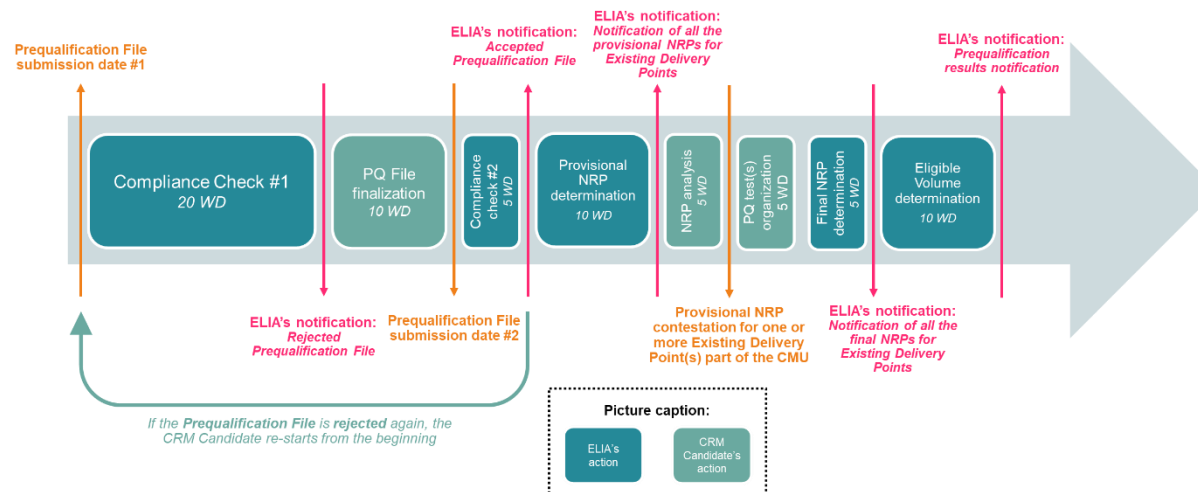 ELIA's notification:
Notification of all the
provisional NRPs for
Existing Delivery
Points
ELIA's notification:
Accepted
Prequalification File
ELIA's notification:
Prequalification
results notification
Prequalification File
submission date #1
Compliance Check #1
20 WD
PQ File
finalization
10 WD
Compliance
check #2
5 WD
Provisional
NRP
determination
10 WD
NRP analysis
5 WD
PQ test(s)
organization
5 WD
Final NRP
determination
5 WD
Eligible
Volume
determination
10 WD
ELIA's notification:
Rejected
Prequalification File
Prequalification File
submission date #2
Provisional NRP
contestation for one or
more Existing Delivery
Point(s) part of the CMU
ELIA's notification:
Notification of all the
final NRPs for
Existing Delivery
Points
If the Prequalification File is rejected again, the
CRM Candidate re-starts from the beginning
Picture caption:
ELIA's
action
CRM
Candidate's
action